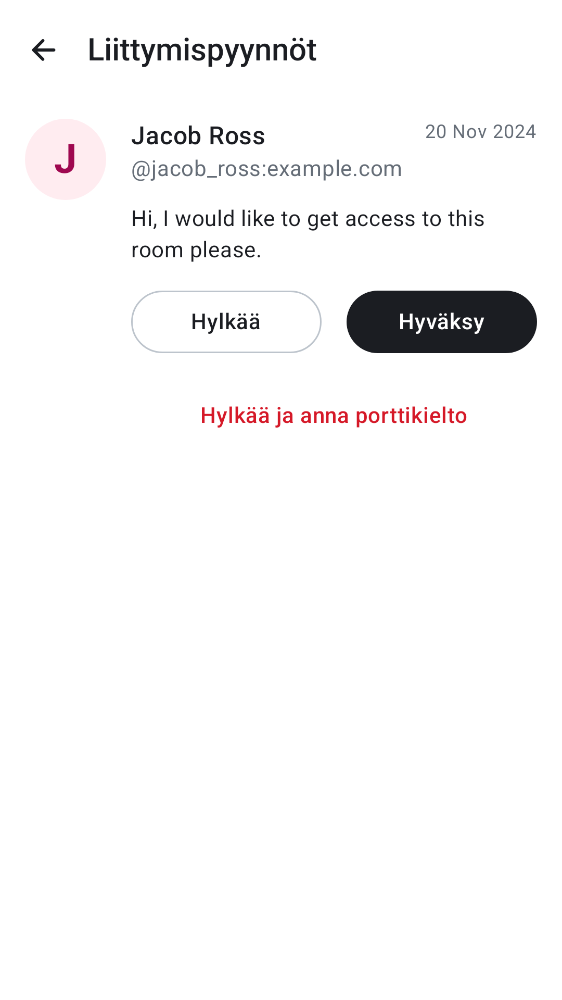 Liittymispyynnöt
J
Jacob Ross
20 Nov 2024
@jacob_ross:example.com
Hi, I would like to get access to this
room please.
Hylkää
Hyväksy
Hylkää ja anna porttikielto